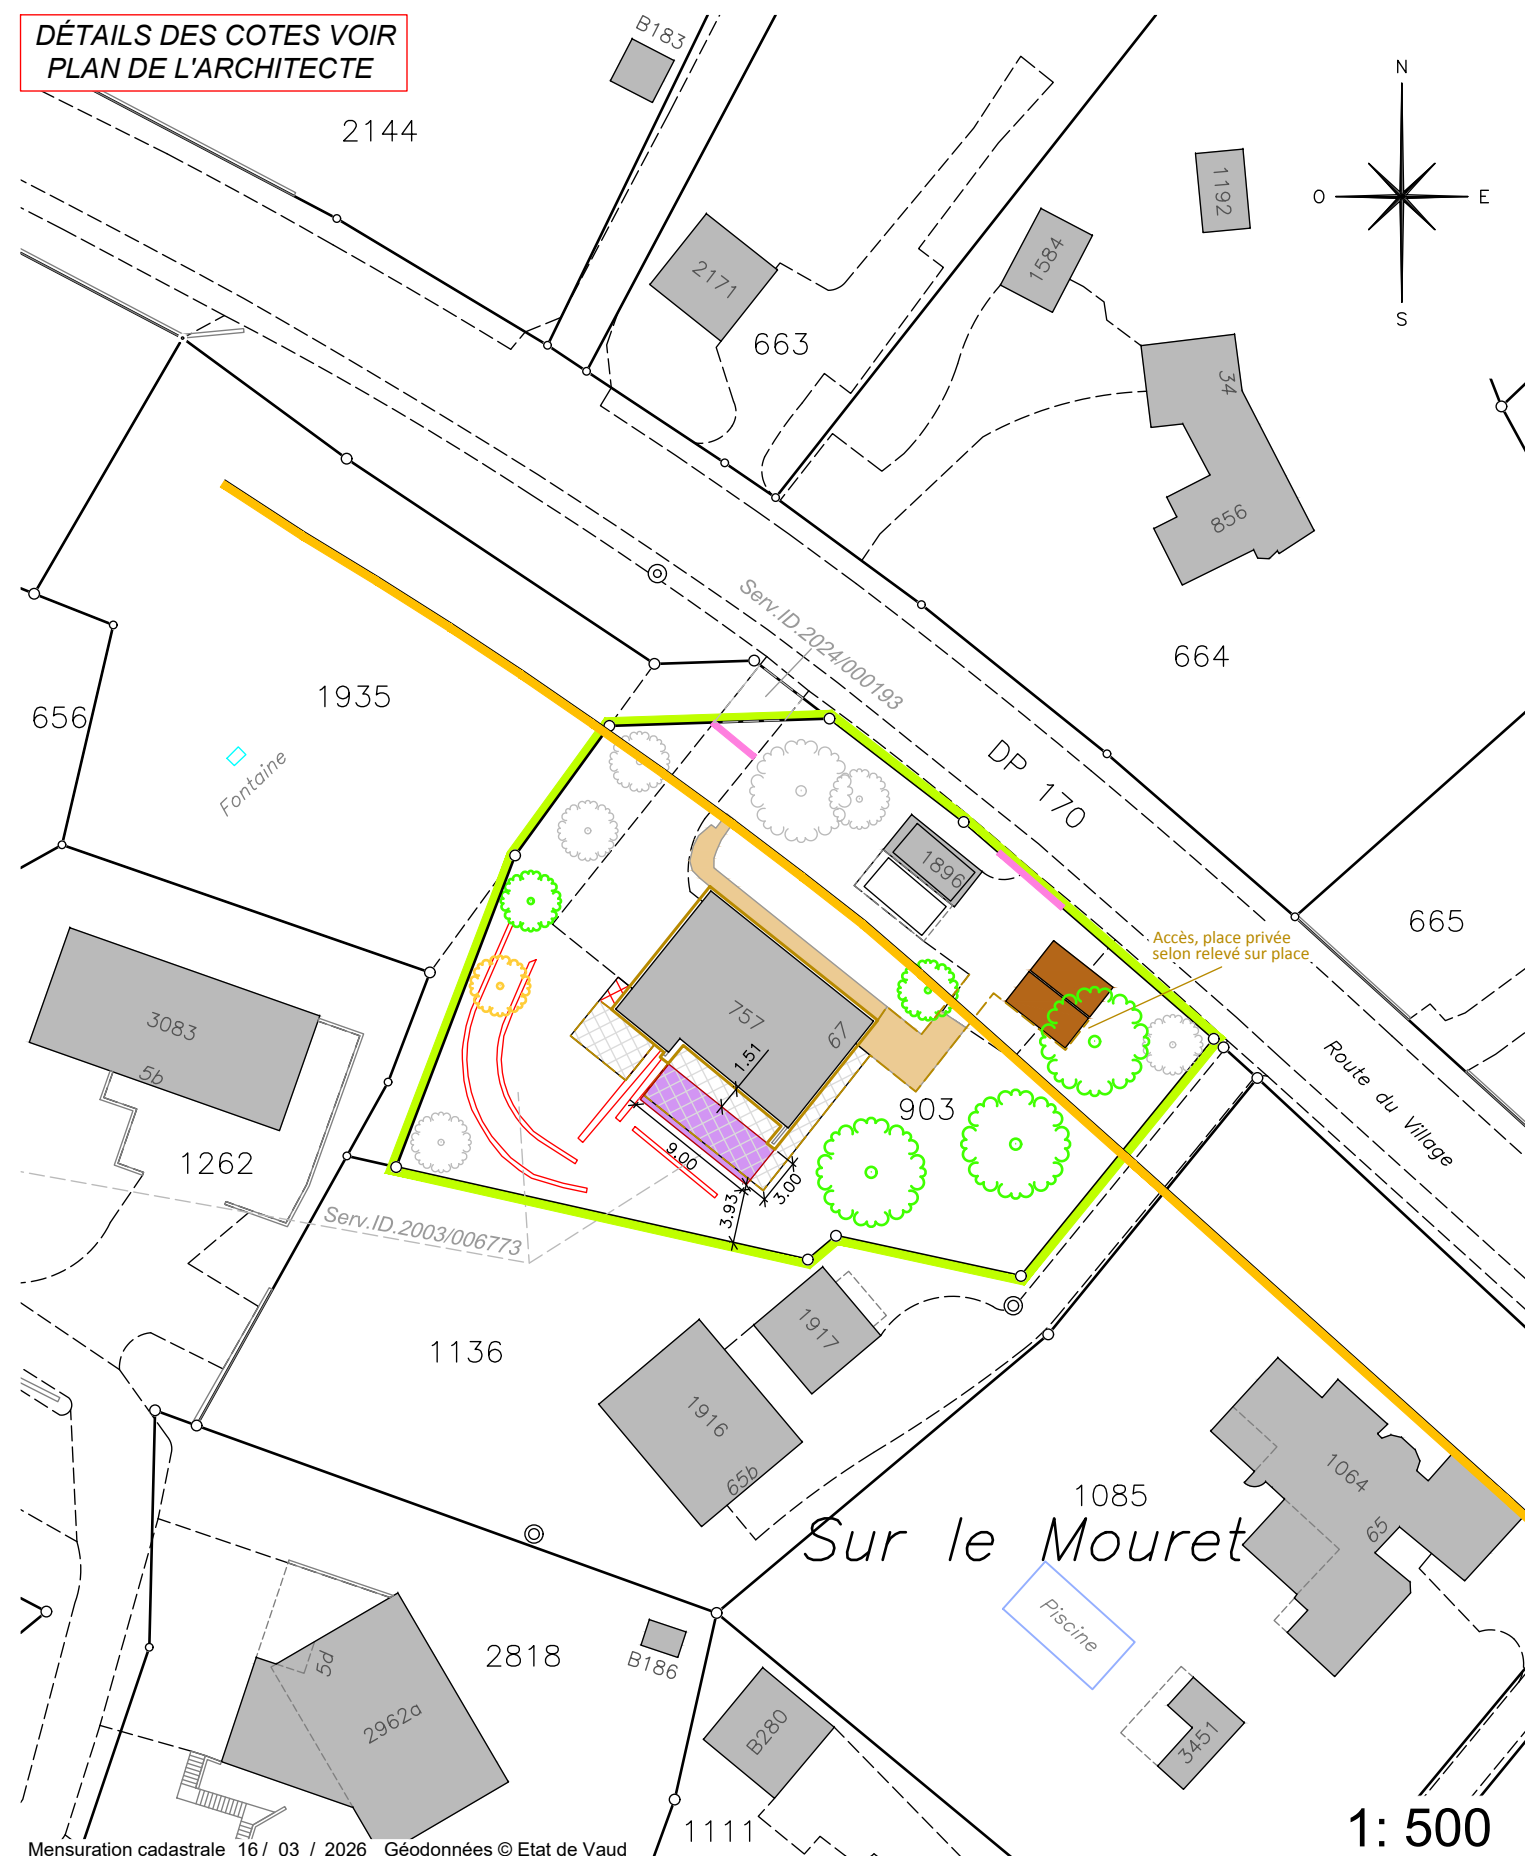 DÉTAILS DES COTES VOIR
PLAN DE L'ARCHITECTE
B183
2144
N
O
E
S
1192
1584
2171
663
34
856
Serv.ID.2024/000193
664
656
1935
Fontaine
DP 170
1896
665
Accès, place privée
selon relevé sur place
757
67
1.51
903
3083
5b
9.00
3.00
3.93
Route du Village
1262
Serv.ID.2003/006773
1136
1917
1916
65b
1064
65
1085
Sur le Mouret
Piscine
2818
B186
5d
2962a
B280
3451
1111
1: 500
Mensuration cadastrale 16 / 03 / 2026 Géodonnées © Etat de Vaud